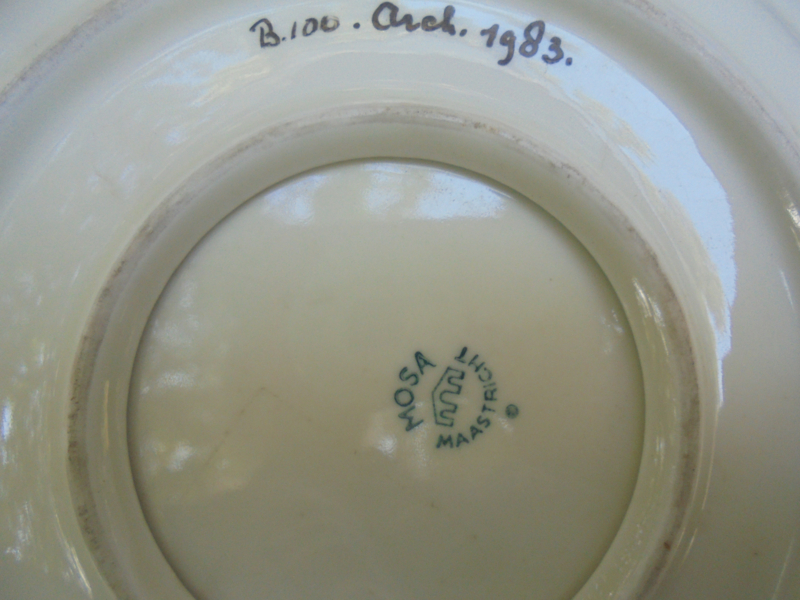 B.100. Arch. 1983.
MOSA
MAASTRICHT
©